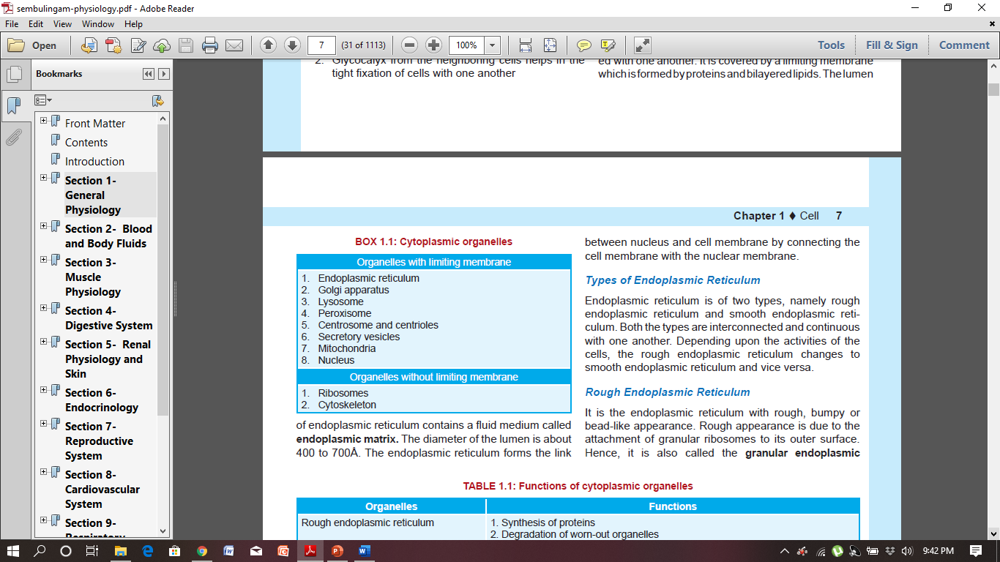 sembulingam-physiology.pdf - Adobe Reader
File Edit View Window Help
Open
7
(31 of 1113)
100%
Tools
Fill & Sign
Comment
Bookmarks
Front Matter
Contents
Introduction
Section 1-
General
Physiology
Section 2- Blood
and Body Fluids
Section 3-
Muscle
Physiology
Section 4-
Digestive System
Section 5- Renal
Physiology and
Skin
Section 6-
Endocrinology
Section 7-
Reproductive
System
Section 8-
Cardiovascular
System
Section 9-
Respiratory
2. Glycocalyx from the neighboring cells helps in the
tight fixation of cells with one another
ed with one another. It is covered by a limiting membrane
which is formed by proteins and bilayered lipids. The lumen
Chapter 1 ♦ Cell 7
BOX 1.1: Cytoplasmic organelles
Organelles with limiting membrane
1. Endoplasmic reticulum
2. Golgi apparatus
3. Lysosome
4. Peroxisome
5. Centrosome and centrioles
6. Secretory vesicles
7. Mitochondria
8. Nucleus
Organelles without limiting membrane
1. Ribosomes
2. Cytoskeleton
of endoplasmic reticulum contains a fluid medium called
endoplasmic matrix. The diameter of the lumen is about
400 to 700Å. The endoplasmic reticulum forms the link
between nucleus and cell membrane by connecting the
cell membrane with the nuclear membrane.
Types of Endoplasmic Reticulum
Endoplasmic reticulum is of two types, namely rough
endoplasmic reticulum and smooth endoplasmic reti-
culum. Both the types are interconnected and continuous
with one another. Depending upon the activities of the
cells, the rough endoplasmic reticulum changes to
smooth endoplasmic reticulum and vice versa.
Rough Endoplasmic Reticulum
It is the endoplasmic reticulum with rough, bumpy or
bead-like appearance. Rough appearance is due to the
attachment of granular ribosomes to its outer surface.
Hence, it is also called the granular endoplasmic
TABLE 1.1: Functions of cytoplasmic organelles
Organelles Functions
Rough endoplasmic reticulum 1. Synthesis of proteins
2. Degradation of worn-out organelles
9:42 PM